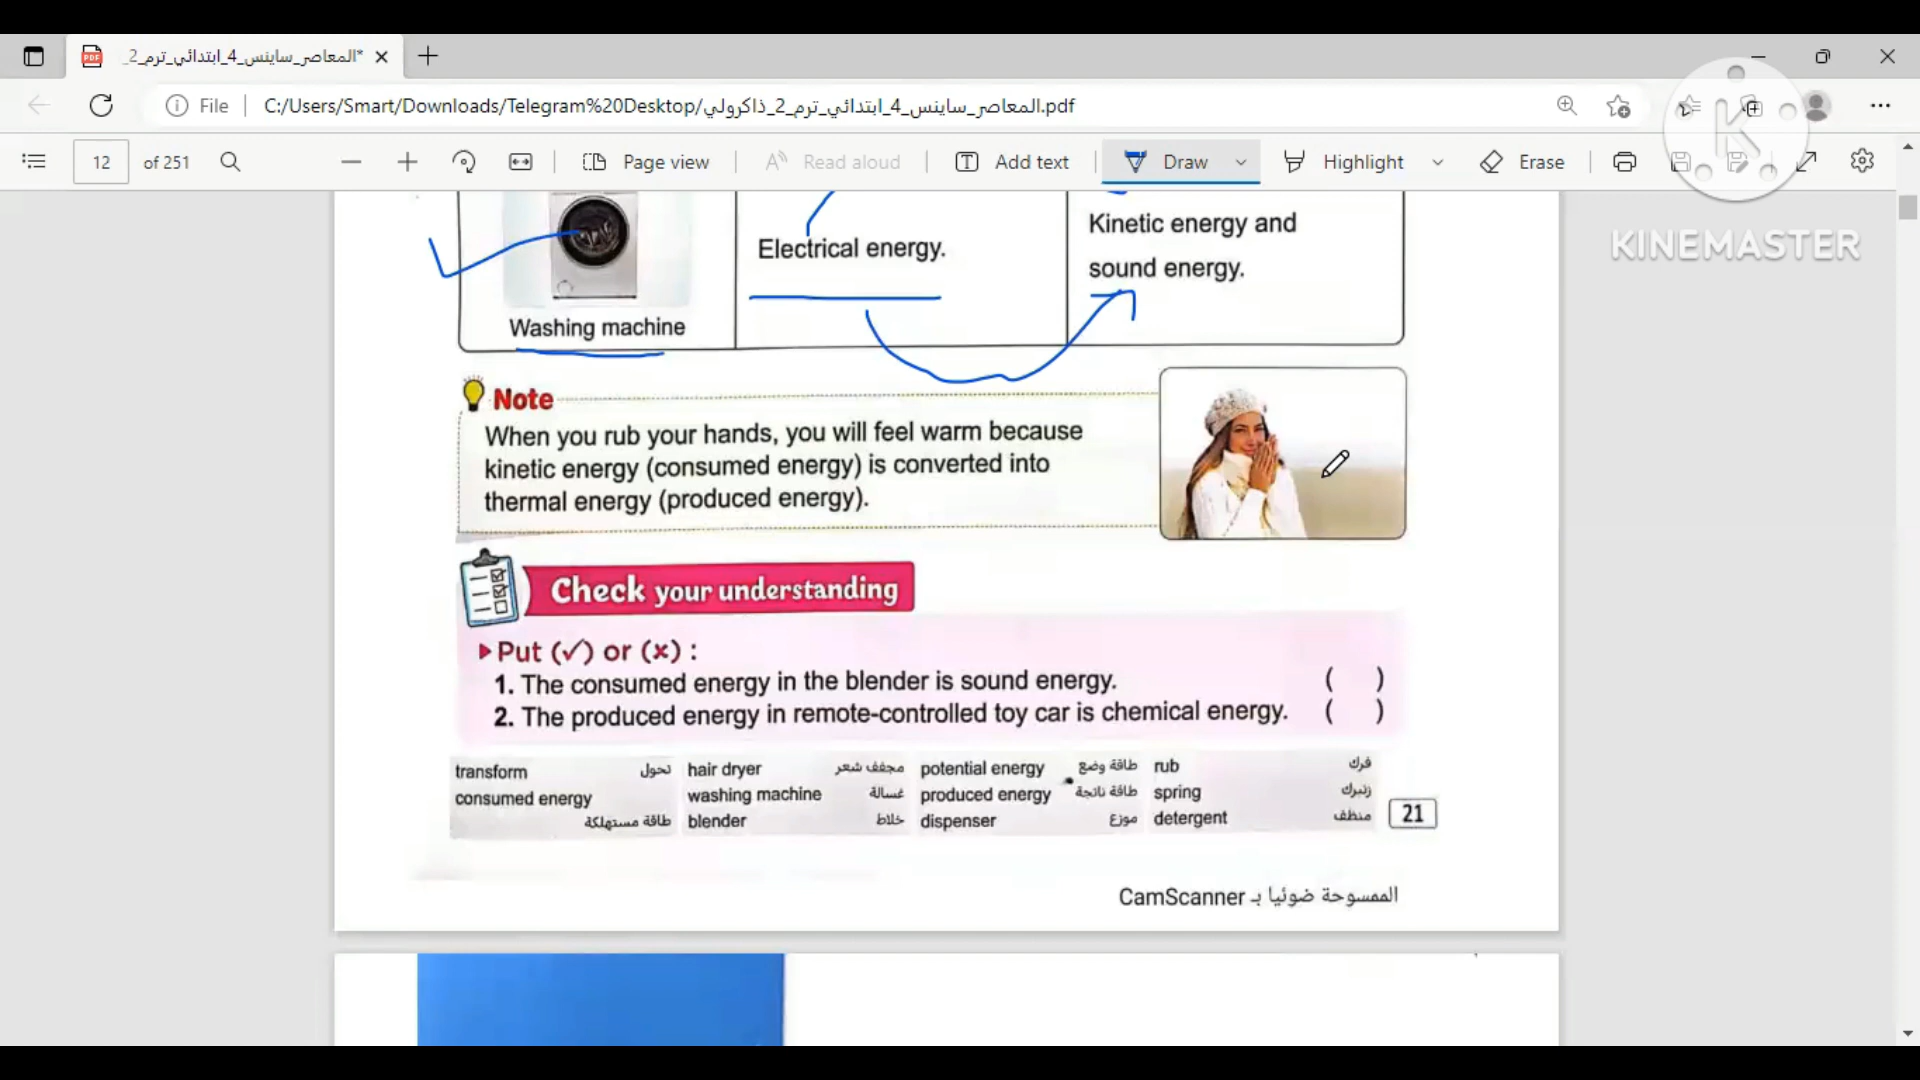 المعاصر_ساينس_4_ابتدائي_ترم_2_*
File
C:/Users/Smart/Downloads/Telegram%20Desktop/المعاصر_ساينس_4_ابتدائي_ترم_2_ذاكرولي.pdf
12 of 251
Page view
Read aloud
Add text
Draw
Highlight
Erase
KINEMASTER
Electrical energy.
Kinetic energy and
sound energy.
Washing machine
Note
When you rub your hands, you will feel warm because
kinetic energy (consumed energy) is converted into
thermal energy (produced energy).
Check your understanding
Put (✓) or (×) :
1. The consumed energy in the blender is sound energy. ( )
2. The produced energy in remote-controlled toy car is chemical energy. ( )
transform تحول hair dryer مجفف شعر potential energy طاقة وضع rub فرك
consumed energy washing machine غسالة produced energy طاقة ناتجة spring زنبرك
طاقة مستهلكة blender خلاط dispenser موزع detergent منظف
21
الممسوحة ضوئيا بـ CamScanner